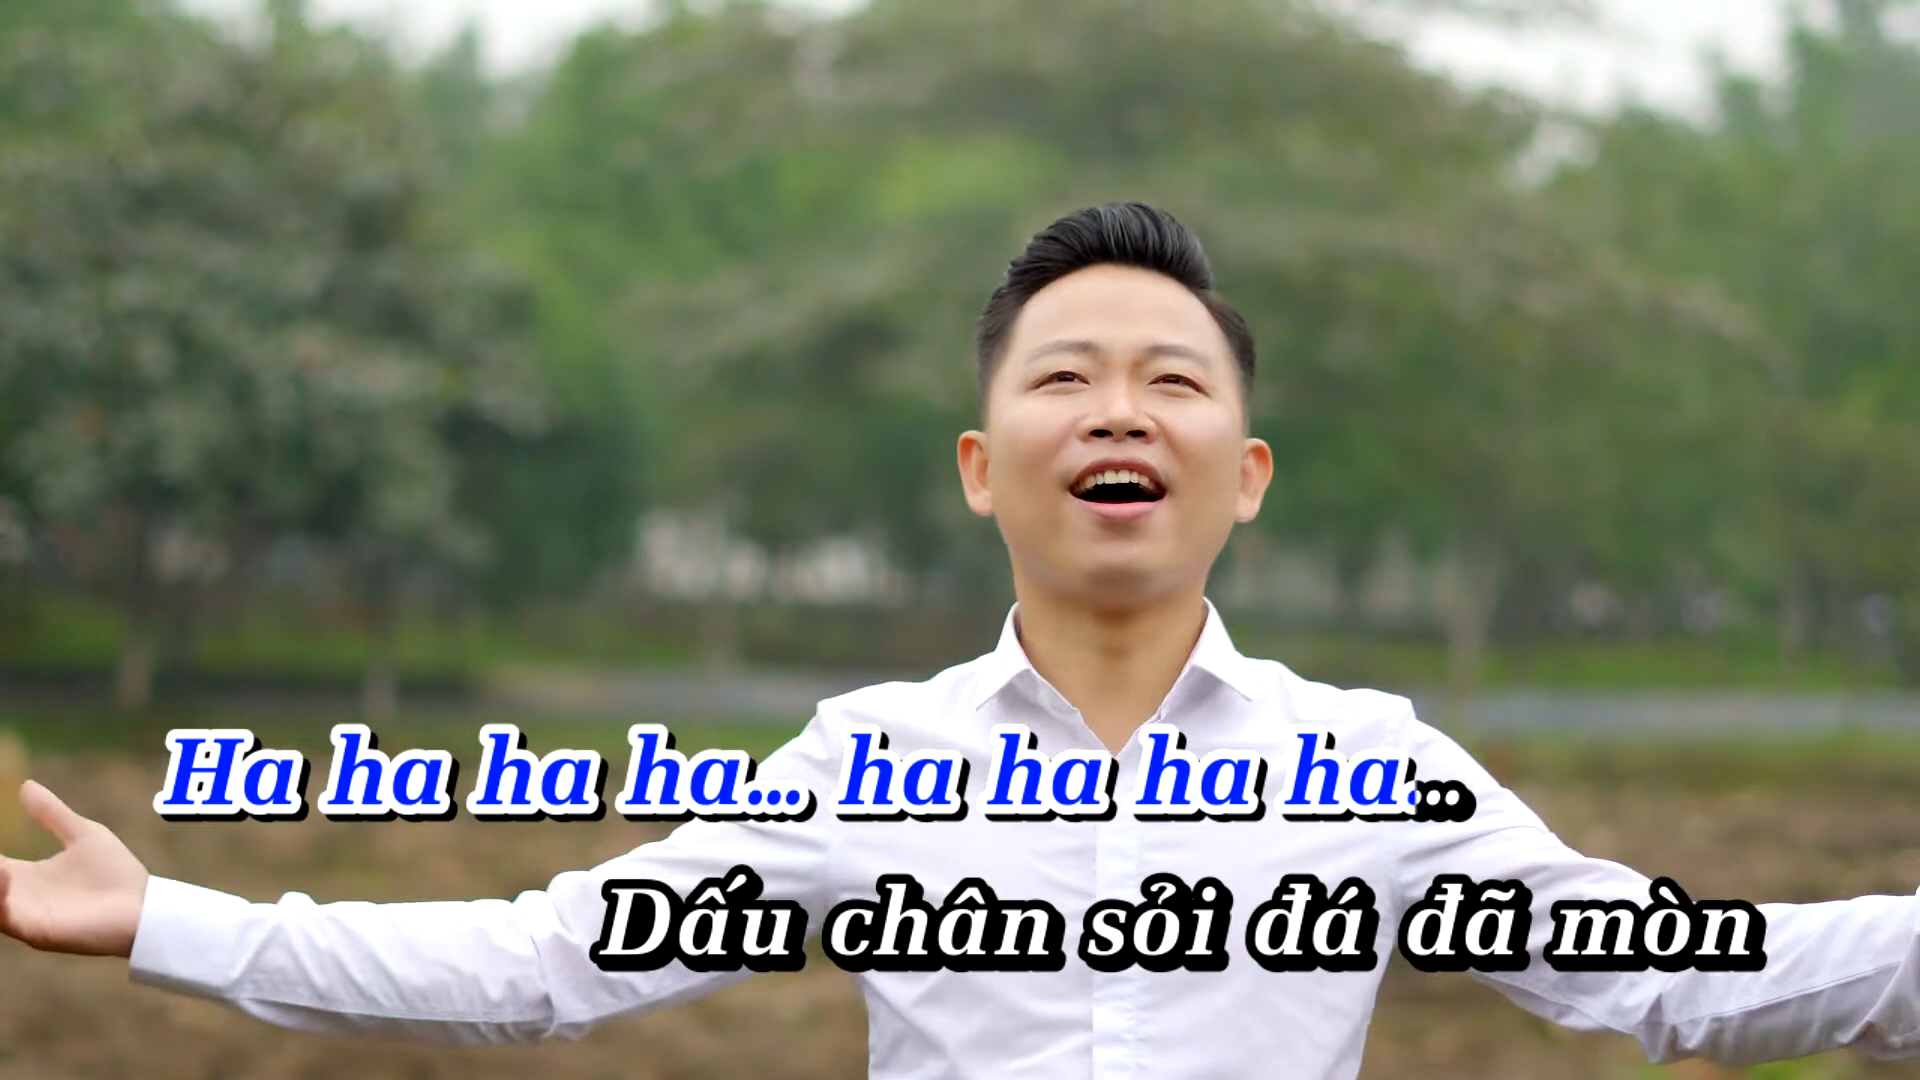 Ha ha ha ha... ha ha ha ha...
Dấu chân sỏi đá đã mòn